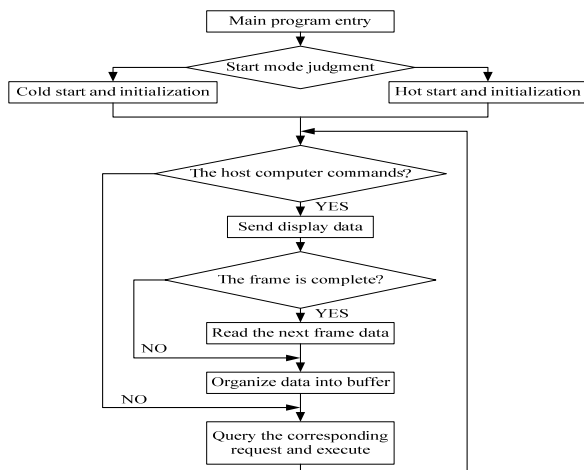 Main program entry
Start mode judgment
Cold start and initialization
Hot start and initialization
The host computer commands?
YES
Send display data
The frame is complete?
YES
Read the next frame data
NO
Organize data into buffer
NO
Query the corresponding
request and execute